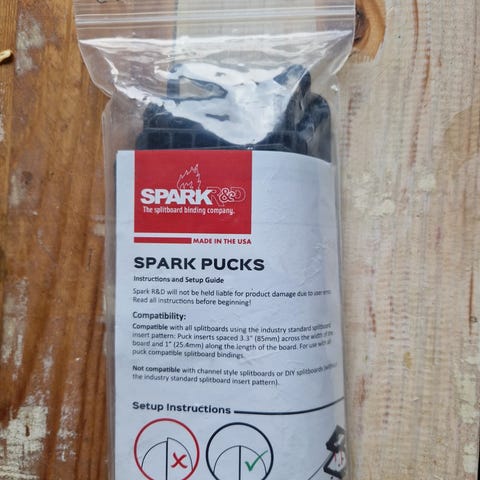 SPARK R&D
The splitboard binding company.
MADE IN THE USA
SPARK PUCKS
Instructions and Setup Guide
Spark R&D will not be held liable for product damage due to user error.
Read all instructions before beginning!
Compatibility:
Compatible with all splitboards using the industry standard splitboard
insert pattern: Puck inserts spaced 3.3" (85mm) across the width of the
board and 1" (25.4mm) along the length of the board. For use with all
puck compatible splitboard bindings.
Not compatible with channel style splitboards or DIY splitboards (without
the industry standard splitboard insert pattern).
Setup Instructions